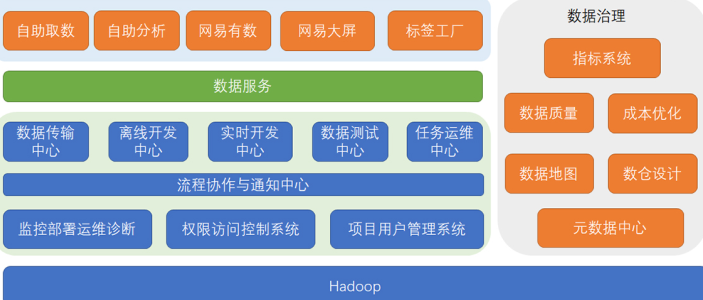 自助取数
自助分析
网易有数
网易大屏
标签工厂
数据服务
数据传输
中心
离线开发
中心
实时开发
中心
数据测试
中心
任务运维
中心
流程协作与通知中心
监控部署运维诊断
权限访问控制系统
项目用户管理系统
数据治理
指标系统
数据质量
成本优化
数据地图
数仓设计
元数据中心
Hadoop